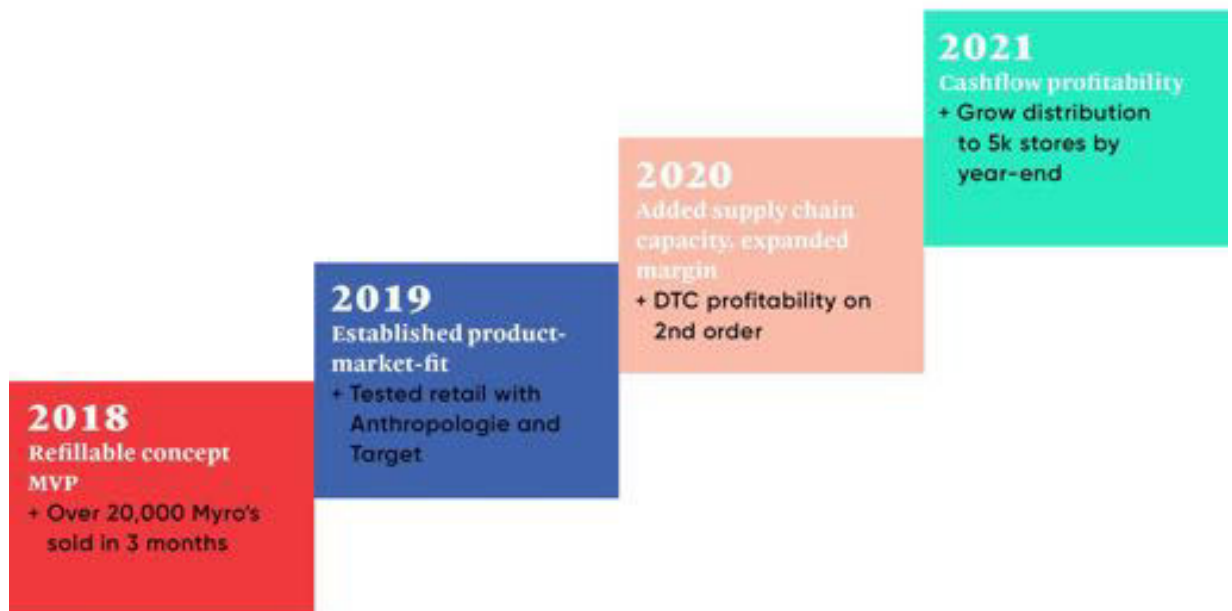 2018
Refillable concept
MVP
+ Over 20,000 Myro's
sold in 3 months
2019
Established product-
market-fit
+ Tested retail with
Anthropologie and
Target
2020
Added supply chain
capacity, expanded
margin
+ DTC profitability on
2nd order
2021
Cashflow profitability
+ Grow distribution
to 5k stores by
year-end